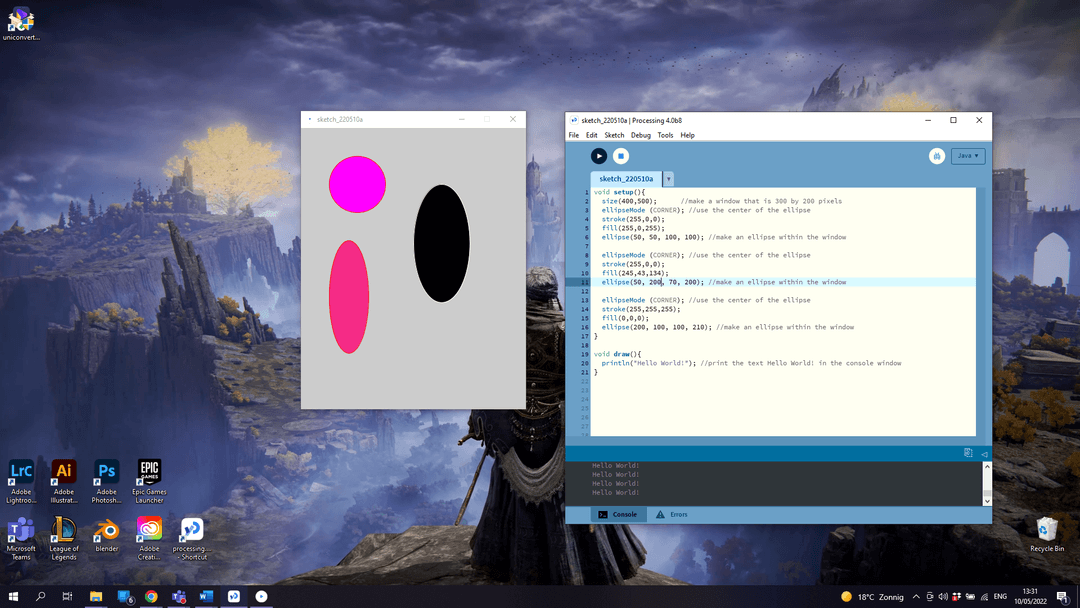 uniconvert...
sketch_220510a
sketch_220510a | Processing 4.0b8
File Edit Sketch Debug Tools Help
Java ▾
sketch_220510a ▾
1 void setup(){
2 size(400,500); //make a window that is 300 by 200 pixels
3 ellipseMode (CORNER); //use the center of the ellipse
4 stroke(255,0,0);
5 fill(255,0,255);
6 ellipse(50, 50, 100, 100); //make an ellipse within the window
7
8 ellipseMode (CORNER); //use the center of the ellipse
9 stroke(255,0,0);
10 fill(245,43,134);
11 ellipse(50, 200, 70, 200); //make an ellipse within the window
12
13 ellipseMode (CORNER); //use the center of the ellipse
14 stroke(255,255,255);
15 fill(0,0,0);
16 ellipse(200, 100, 100, 210); //make an ellipse within the window
17 }
18
19 void draw(){
20 println("Hello World!"); //print the text Hello World! in the console window
21 }
22
23
24
25
26
27
Hello World!
Hello World!
Hello World!
Hello World!
Console Errors
LrC Ai Ps EPIC GAMES
Adobe Lightroo...
Adobe Illustrat...
Adobe Photosh...
Epic Games Launcher
Microsoft Teams
League of Legends
blender
Adobe Creati...
processing... - Shortcut
Recycle Bin
18°C Zonnig
ENG
13:31
10/05/2022